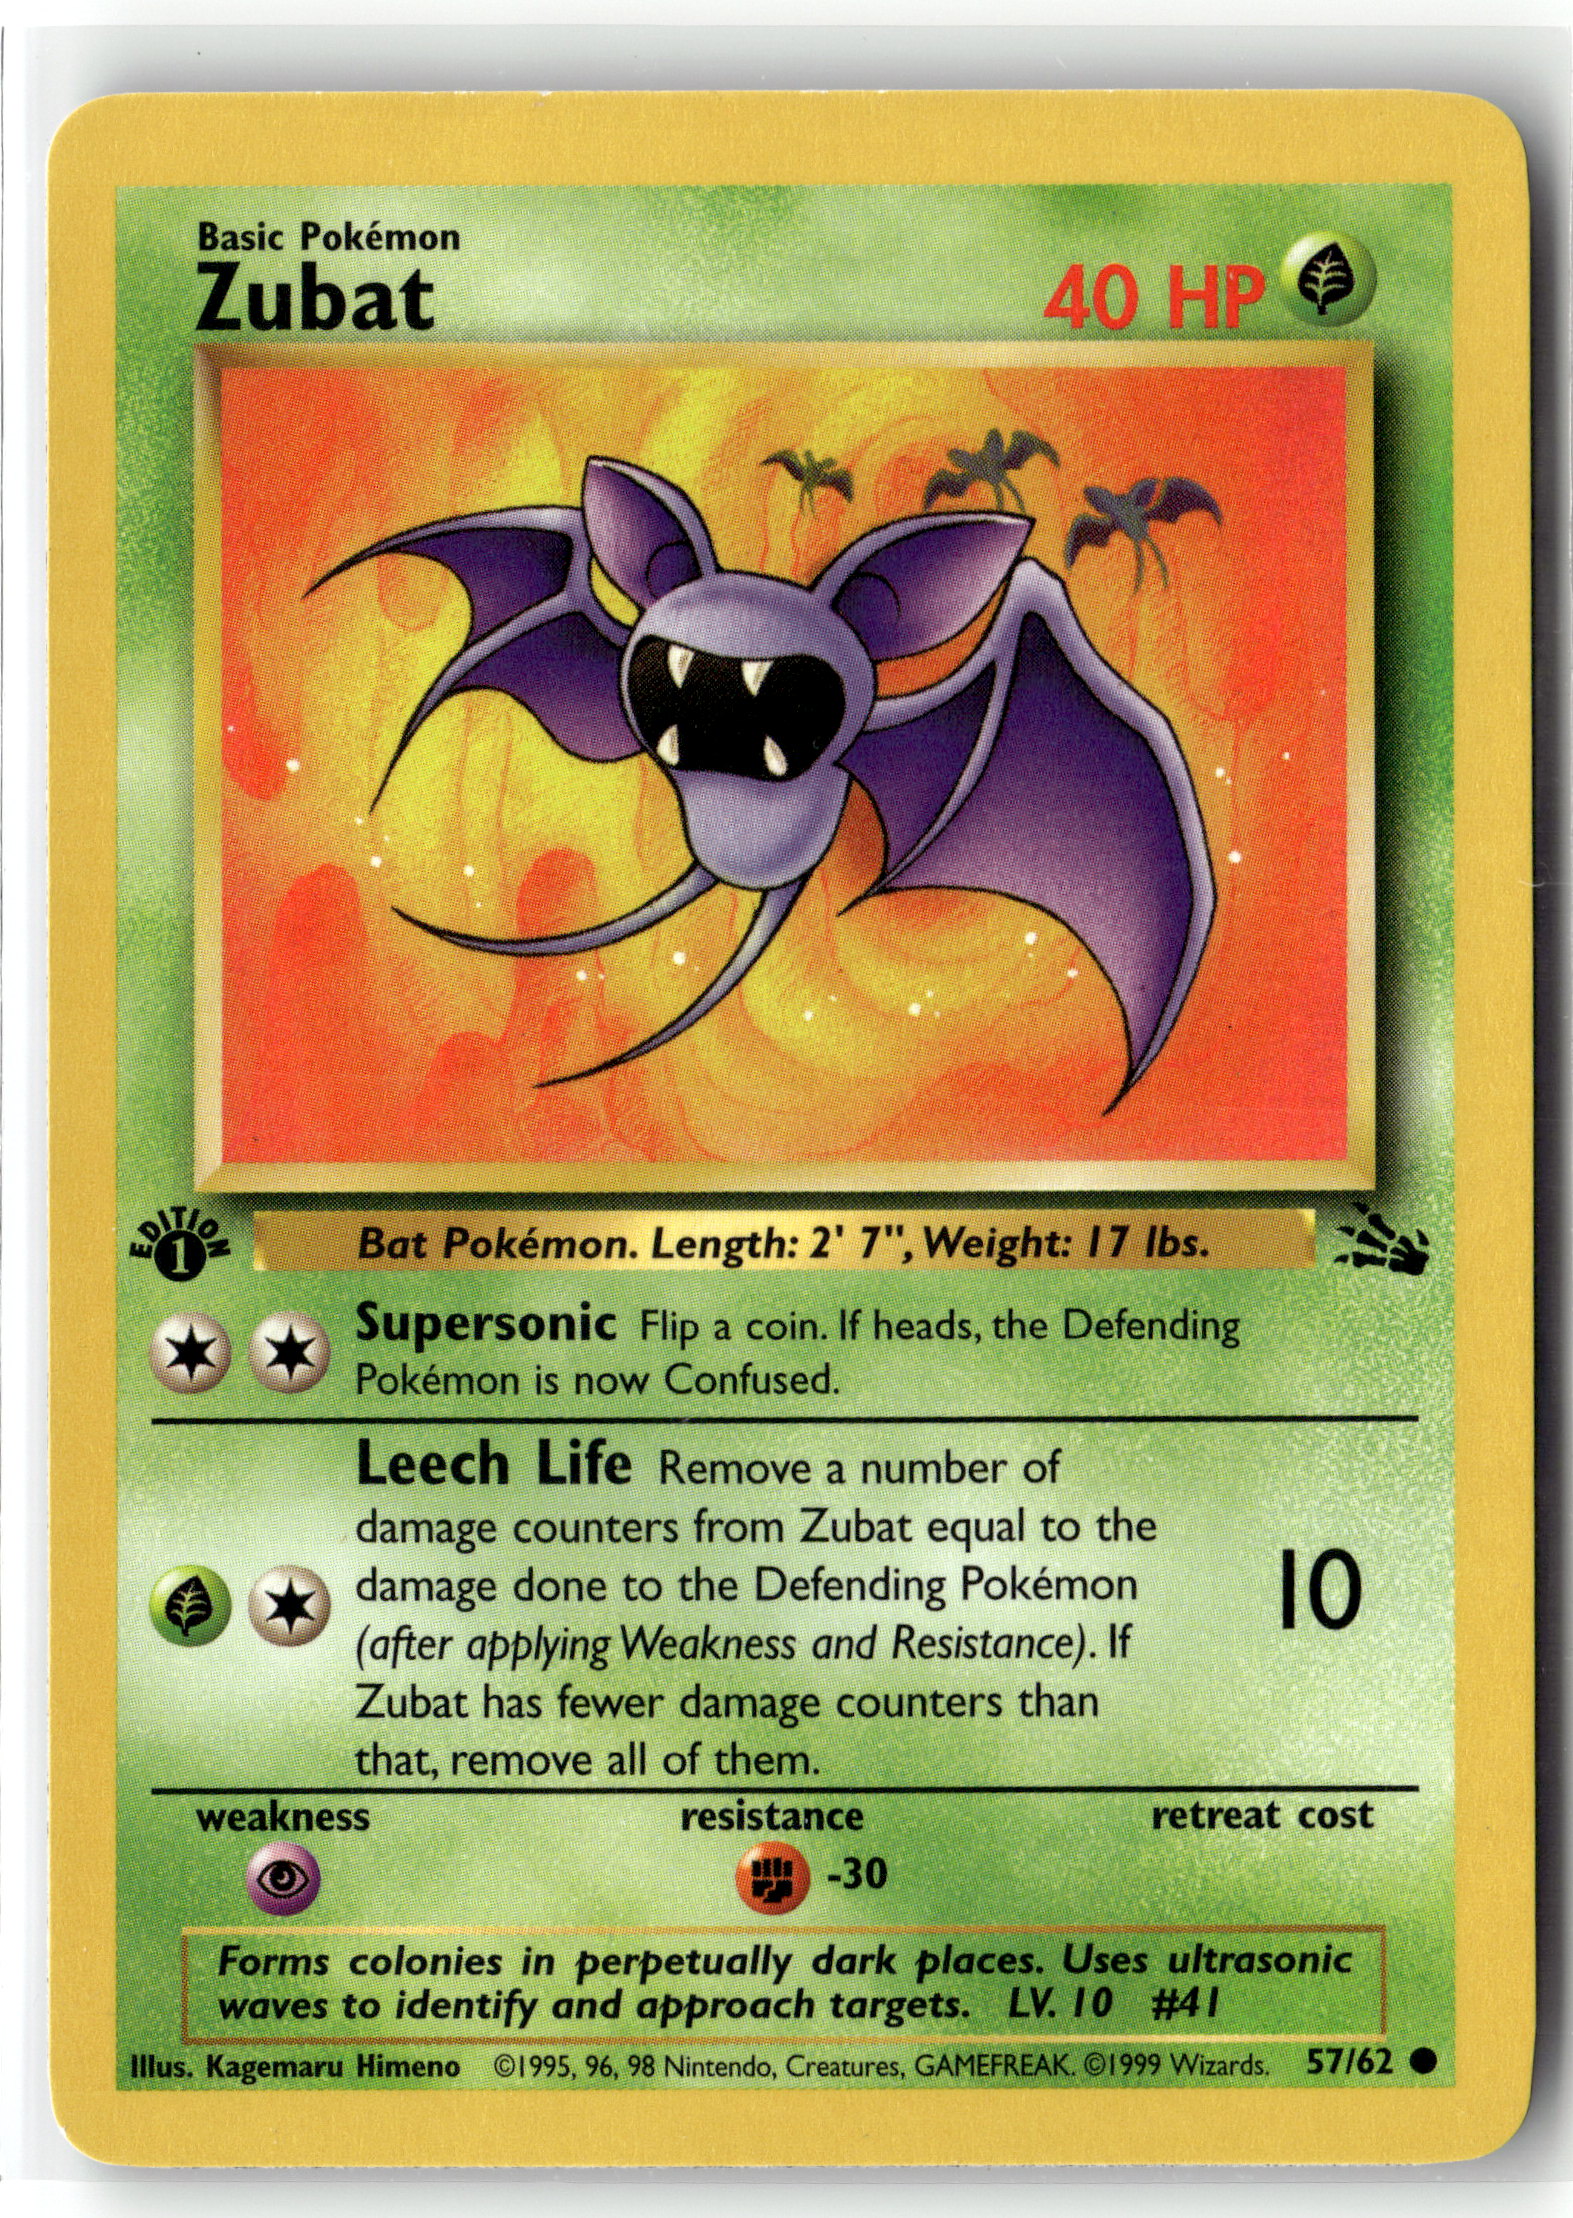 Basic Pokémon
Zubat
40 HP
EDITION
1
Bat Pokémon. Length: 2' 7", Weight: 17 lbs.
Supersonic Flip a coin. If heads, the Defending
Pokémon is now Confused.
Leech Life Remove a number of
damage counters from Zubat equal to the
damage done to the Defending Pokémon
(after applying Weakness and Resistance). If
Zubat has fewer damage counters than
that, remove all of them.
10
weakness
resistance
retreat cost
-30
Forms colonies in perpetually dark places. Uses ultrasonic
waves to identify and approach targets. LV. 10 #41
Illus. Kagemaru Himeno ©1995, 96, 98 Nintendo, Creatures, GAMEFREAK. ©1999 Wizards. 57/62